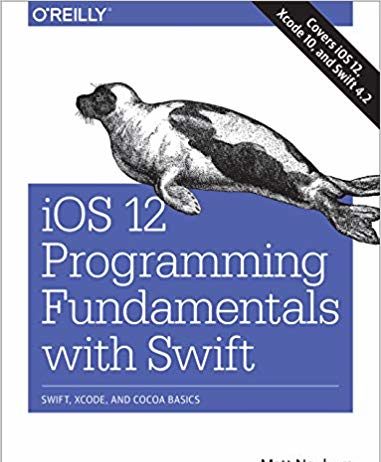 O'REILLY®
Covers iOS 12,
Xcode 10, and Swift 4.2
iOS 12
Programming
Fundamentals
with Swift
SWIFT, XCODE, AND COCOA BASICS